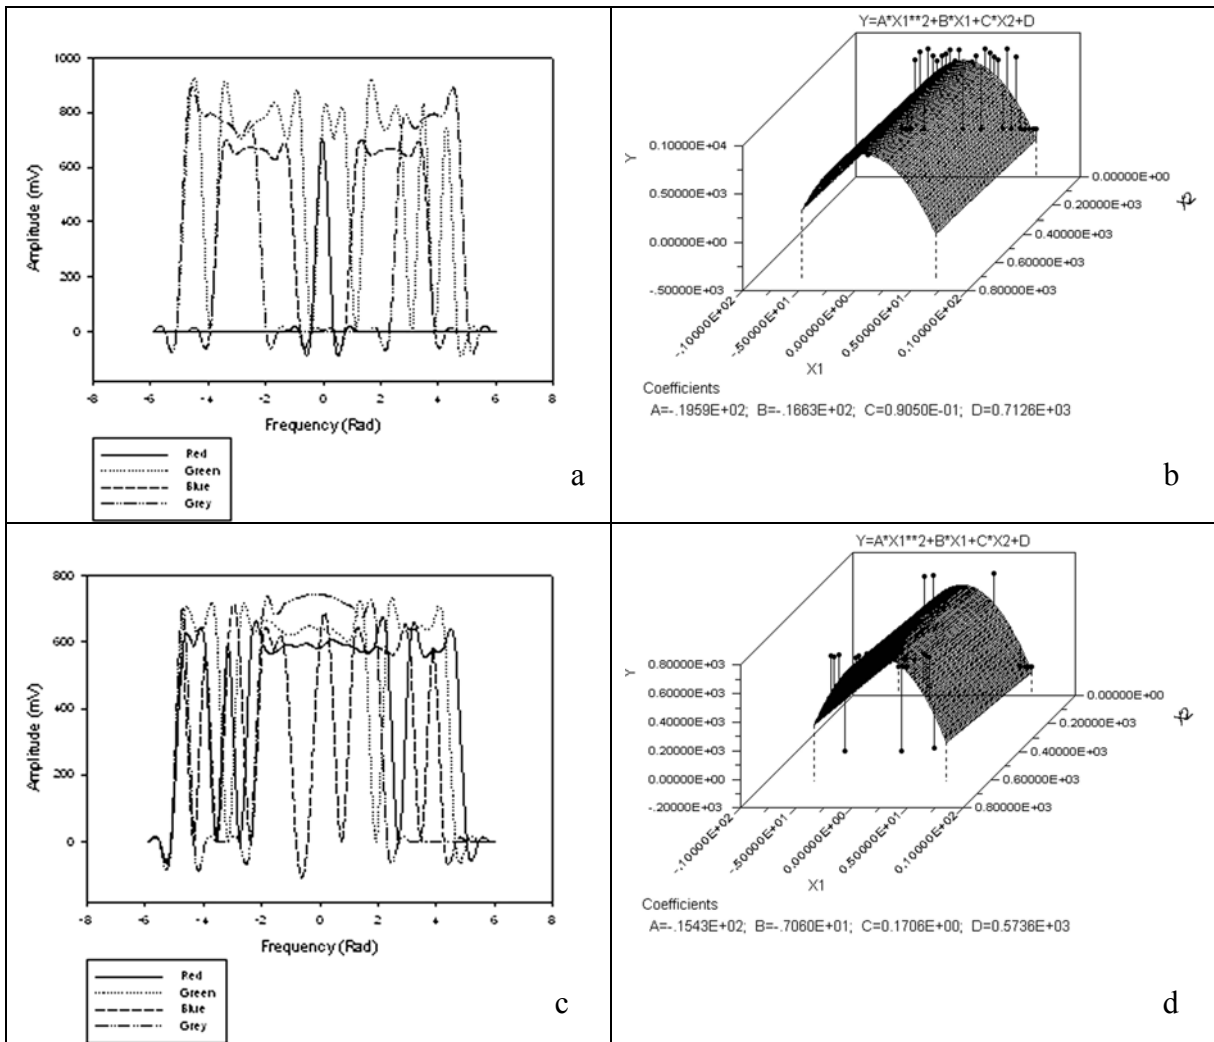 1000
800
600
400
200
0
Amplitude (mV)
-8 -6 -4 -2 0 2 4 6 8
Frequency (Rad)
Red
Green
Blue
Grey
a
Y=A*X1**2+B*X1+C*X2+D
Y
0.10000E+04
0.50000E+03
0.00000E+00
-.50000E+03
-.10000E+02
-.50000E+01
0.00000E+00
0.50000E+01
0.10000E+02
X1
0.00000E+00
0.20000E+03
0.40000E+03
0.60000E+03
0.80000E+03
X2
Coefficients
A=-.1959E+02; B=-.1663E+02; C=0.9050E-01; D=0.7126E+03
b
800
600
400
200
0
Amplitude (mV)
-8 -6 -4 -2 0 2 4 6 8
Frequency (Rad)
Red
Green
Blue
Grey
c
Y=A*X1**2+B*X1+C*X2+D
Y
0.80000E+03
0.60000E+03
0.40000E+03
0.20000E+03
0.00000E+00
-.20000E+03
-.10000E+02
-.50000E+01
0.00000E+00
0.50000E+01
0.10000E+02
X1
0.00000E+00
0.20000E+03
0.40000E+03
0.60000E+03
0.80000E+03
X2
Coefficients
A=-.1543E+02; B=-.7060E+01; C=0.1706E+00; D=0.5736E+03
d